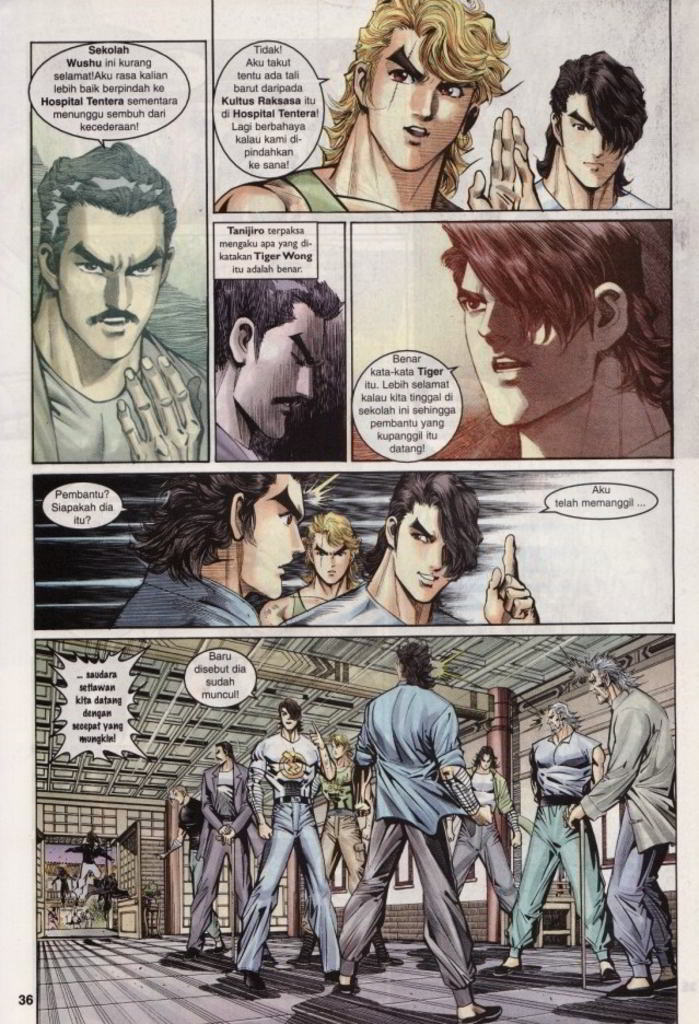 Sekolah
Wushu ini kurang
selamat!Aku rasa kalian
lebih baik berpindah ke
Hospital Tentera sementara
menunggu sembuh dari
kecederaan!
Tidak!
Aku takut
tentu ada tali
barut daripada
Kultus Raksasa itu
di Hospital Tentera!
Lagi berbahaya
kalau kami di-
pindahkan
ke sana!
Tanijiro terpaksa
mengaku apa yang di-
katakan Tiger Wong
itu adalah benar.
Benar
kata-kata Tiger
itu. Lebih selamat
kalau kita tinggal di
sekolah ini sehingga
pembantu yang
kupanggil itu
datang!
Pembantu?
Siapakah dia
itu?
Aku
telah memanggil ...
... saudara
setiawan
kita datang
dengan
secepat yang
mungkin!
Baru
disebut dia
sudah
muncul!
36